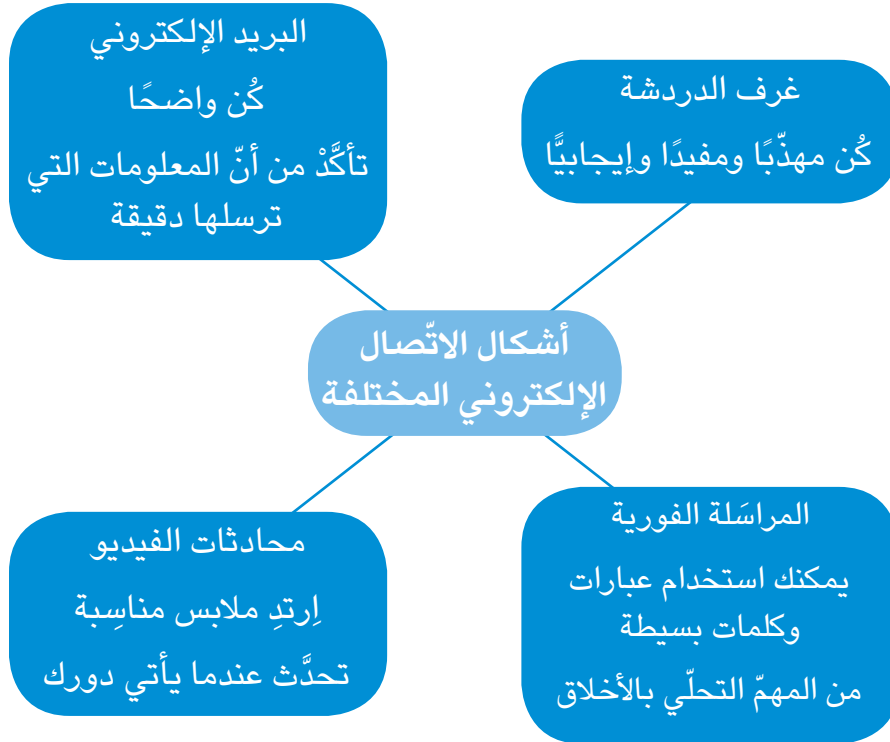 غرف الدردشة
كُن مهذّبًا ومفيدًا وإيجابيًّا
البريد الإلكتروني
كُن واضحًا
تأكَّدْ من أنّ المعلومات التي
ترسلها دقيقة
أشكال الاتّصال
الإلكتروني المختلفة
المراسَلة الفورية
يمكنك استخدام عبارات
وكلمات بسيطة
من المهمّ التحلّي بالأخلاق
محادثات الفيديو
اِرتدِ ملابس مناسِبة
تحدَّث عندما يأتي دورك